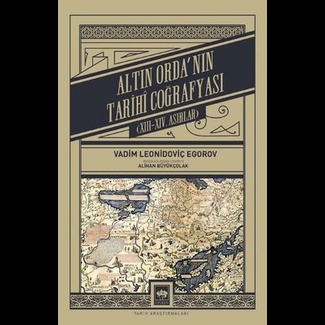 ALTIN ORDA'NIN
TARİHÎ COĞRAFYASI
(XIII-XIV. ASIRLAR)
VADİM LEONİDOVİÇ EGOROV
ALİHAN BÜYÜKÇOLAK
TARİH ARAŞTIRMALARI